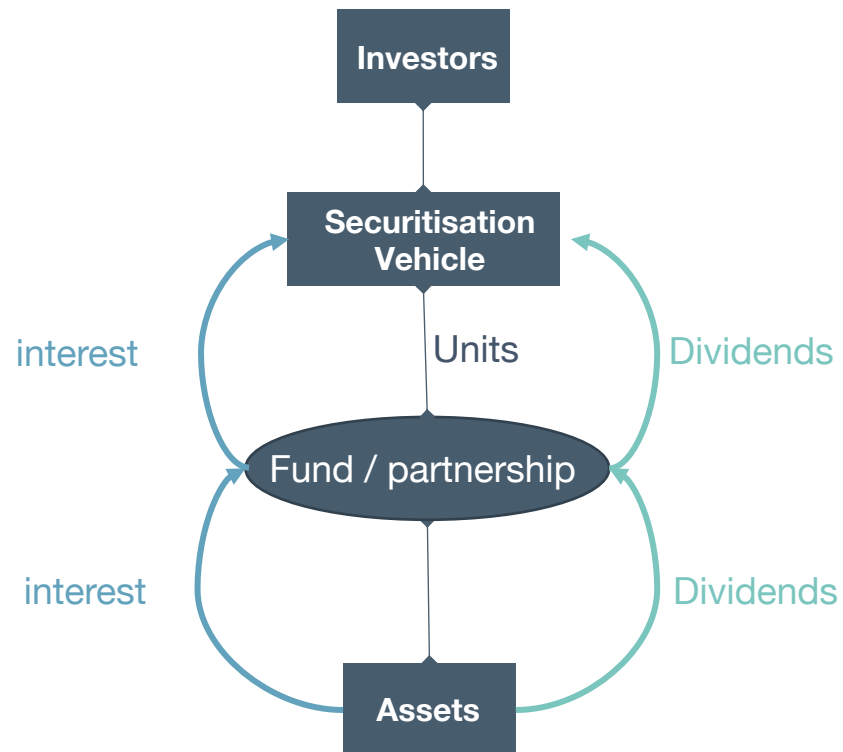 Investors
Securitisation
Vehicle
interest
Units
Dividends
Fund / partnership
interest
Dividends
Assets